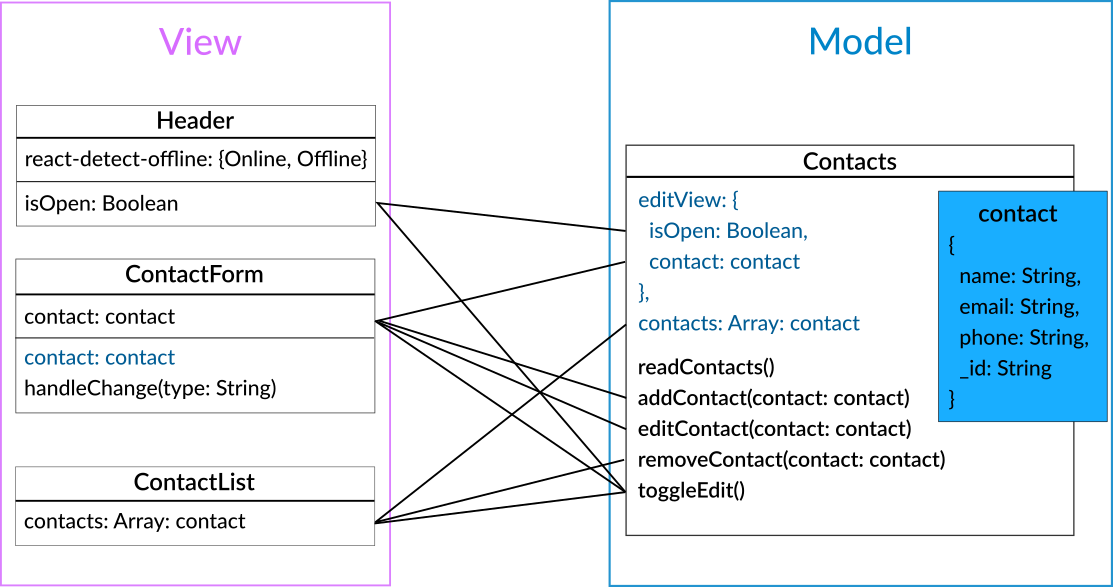 View
Header
react-detect-offline: {Online, Offline}
isOpen: Boolean
ContactForm
contact: contact
contact: contact
handleChange(type: String)
ContactList
contacts: Array: contact
Model
Contacts
editView: {
isOpen: Boolean,
contact: contact
},
contacts: Array: contact
readContacts()
addContact(contact: contact)
editContact(contact: contact)
removeContact(contact: contact)
toggleEdit()
contact
{
name: String,
email: String,
phone: String,
_id: String
}